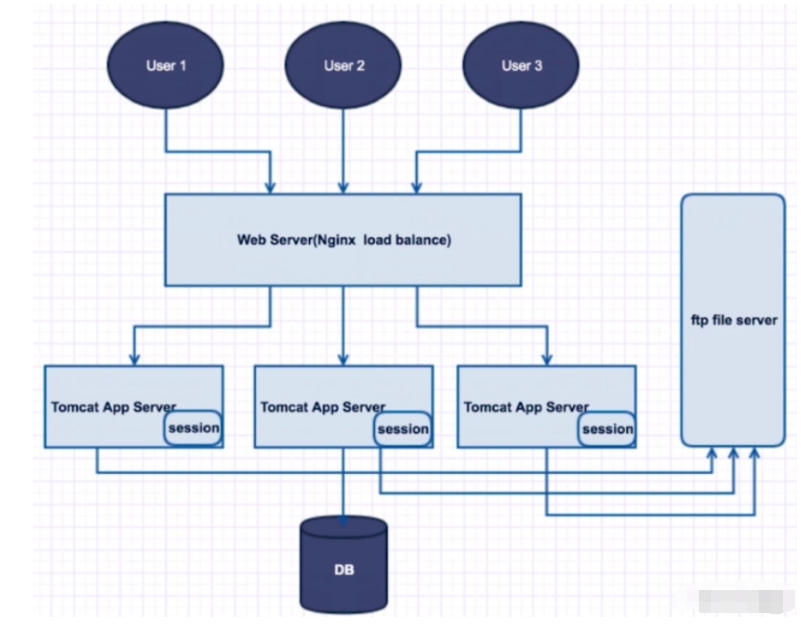 User 1
User 2
User 3
Web Server(Nginx load balance)
ftp file server
Tomcat App Server
session
Tomcat App Server
session
Tomcat App Server
session
DB